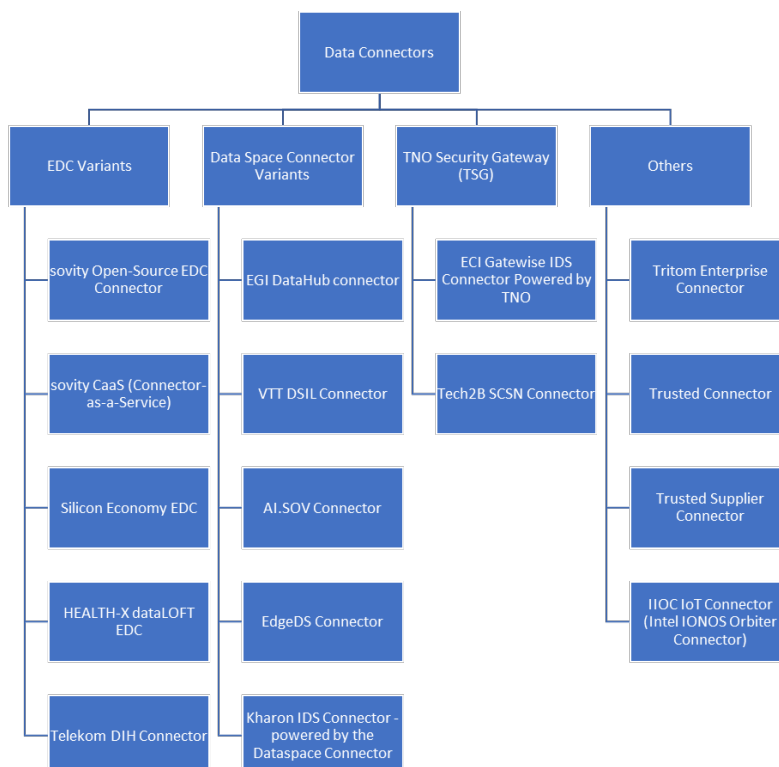 Data Connectors
EDC Variants
Data Space Connector
Variants
TNO Security Gateway
(TSG)
Others
sovity Open-Source EDC
Connector
EGI DataHub connector
ECI Gatewise IDS
Connector Powered by
TNO
Tritom Enterprise
Connector
sovity CaaS (Connector-
as-a-Service)
VTT DSIL Connector
Tech2B SCSN Connector
Trusted Connector
Silicon Economy EDC
AI.SOV Connector
Trusted Supplier
Connector
HEALTH-X dataLOFT
EDC
EdgeDS Connector
IIOC IoT Connector
(Intel IONOS Orbiter
Connector)
Telekom DIH Connector
Kharon IDS Connector -
powered by the
Dataspace Connector